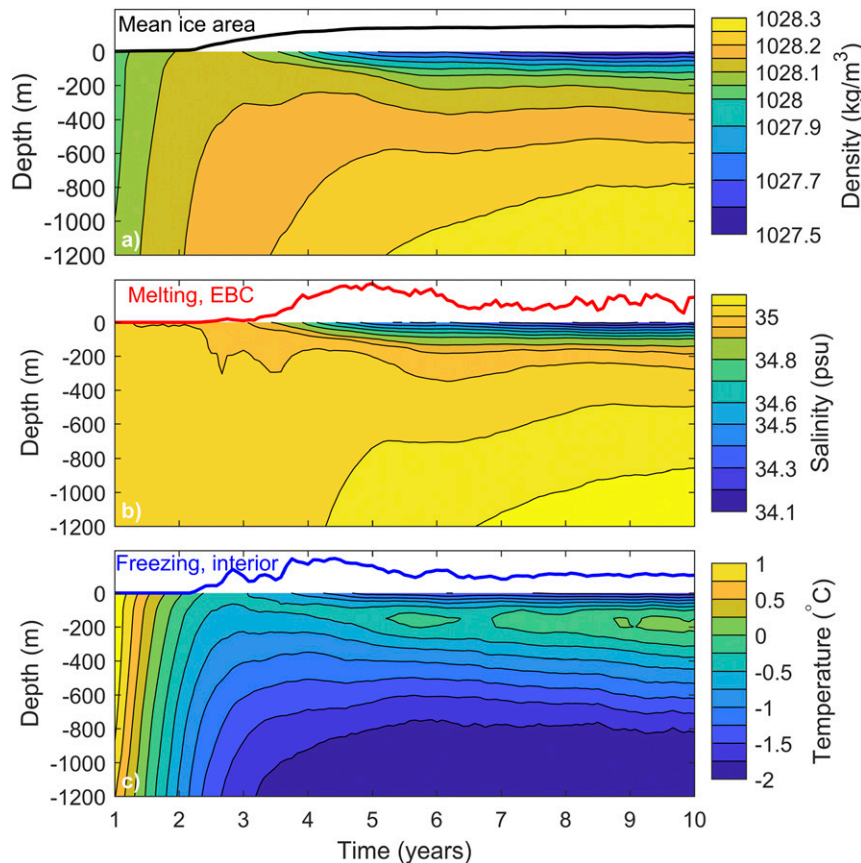 Mean ice area
0
-200
-400
-600
-800
-1000
-1200
Depth (m)
a)
1028.3
1028.2
1028.1
1028
1027.9
1027.7
1027.5
Density (kg/m³)
Melting, EBC
0
-200
-400
-600
-800
-1000
-1200
Depth (m)
b)
35
34.8
34.6
34.5
34.3
34.1
Salinity (psu)
Freezing, interior
0
-200
-400
-600
-800
-1000
-1200
Depth (m)
c)
1
0.5
0
-0.5
-1
-1.5
-2
Temperature (°C)
1 2 3 4 5 6 7 8 9 10
Time (years)